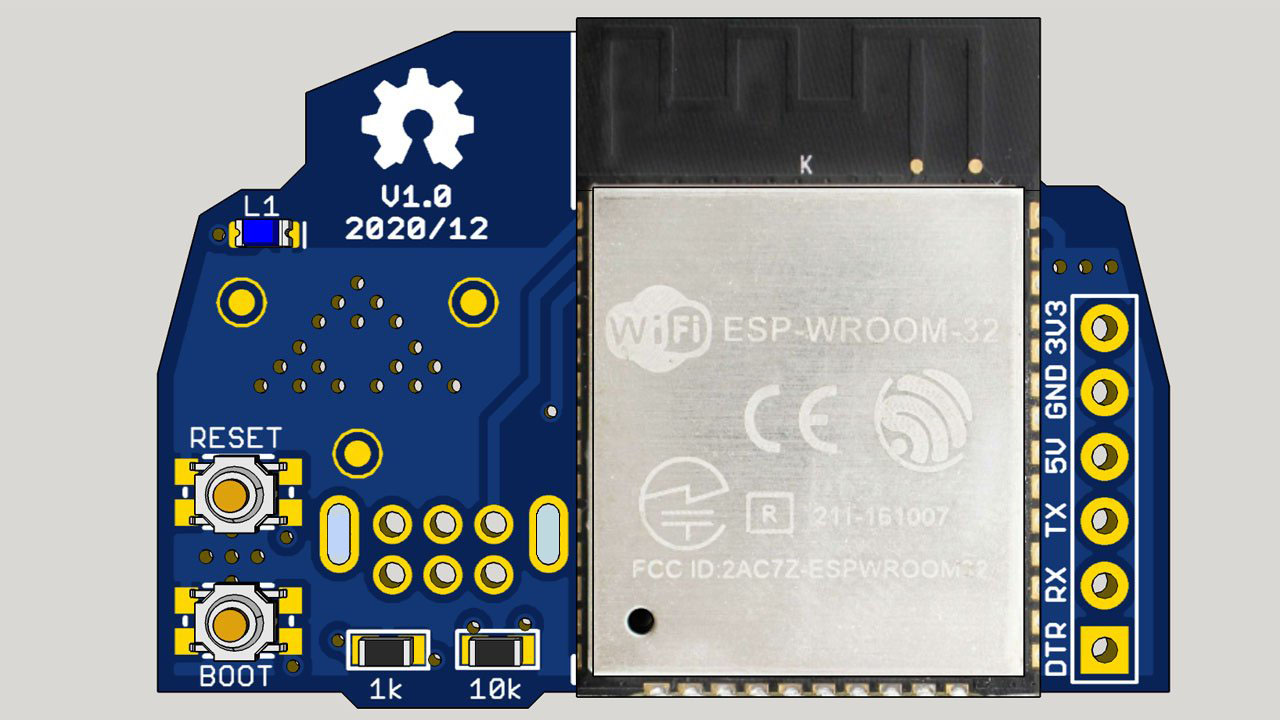 V1.0
2020/12
L1
K
WiFi ESP-WROOM-32
CE
R 211-161007
FCC ID:2AC7Z-ESPWROOM32
RESET
BOOT
1k
10k
3V3
GND
5V
TX
RX
DTR